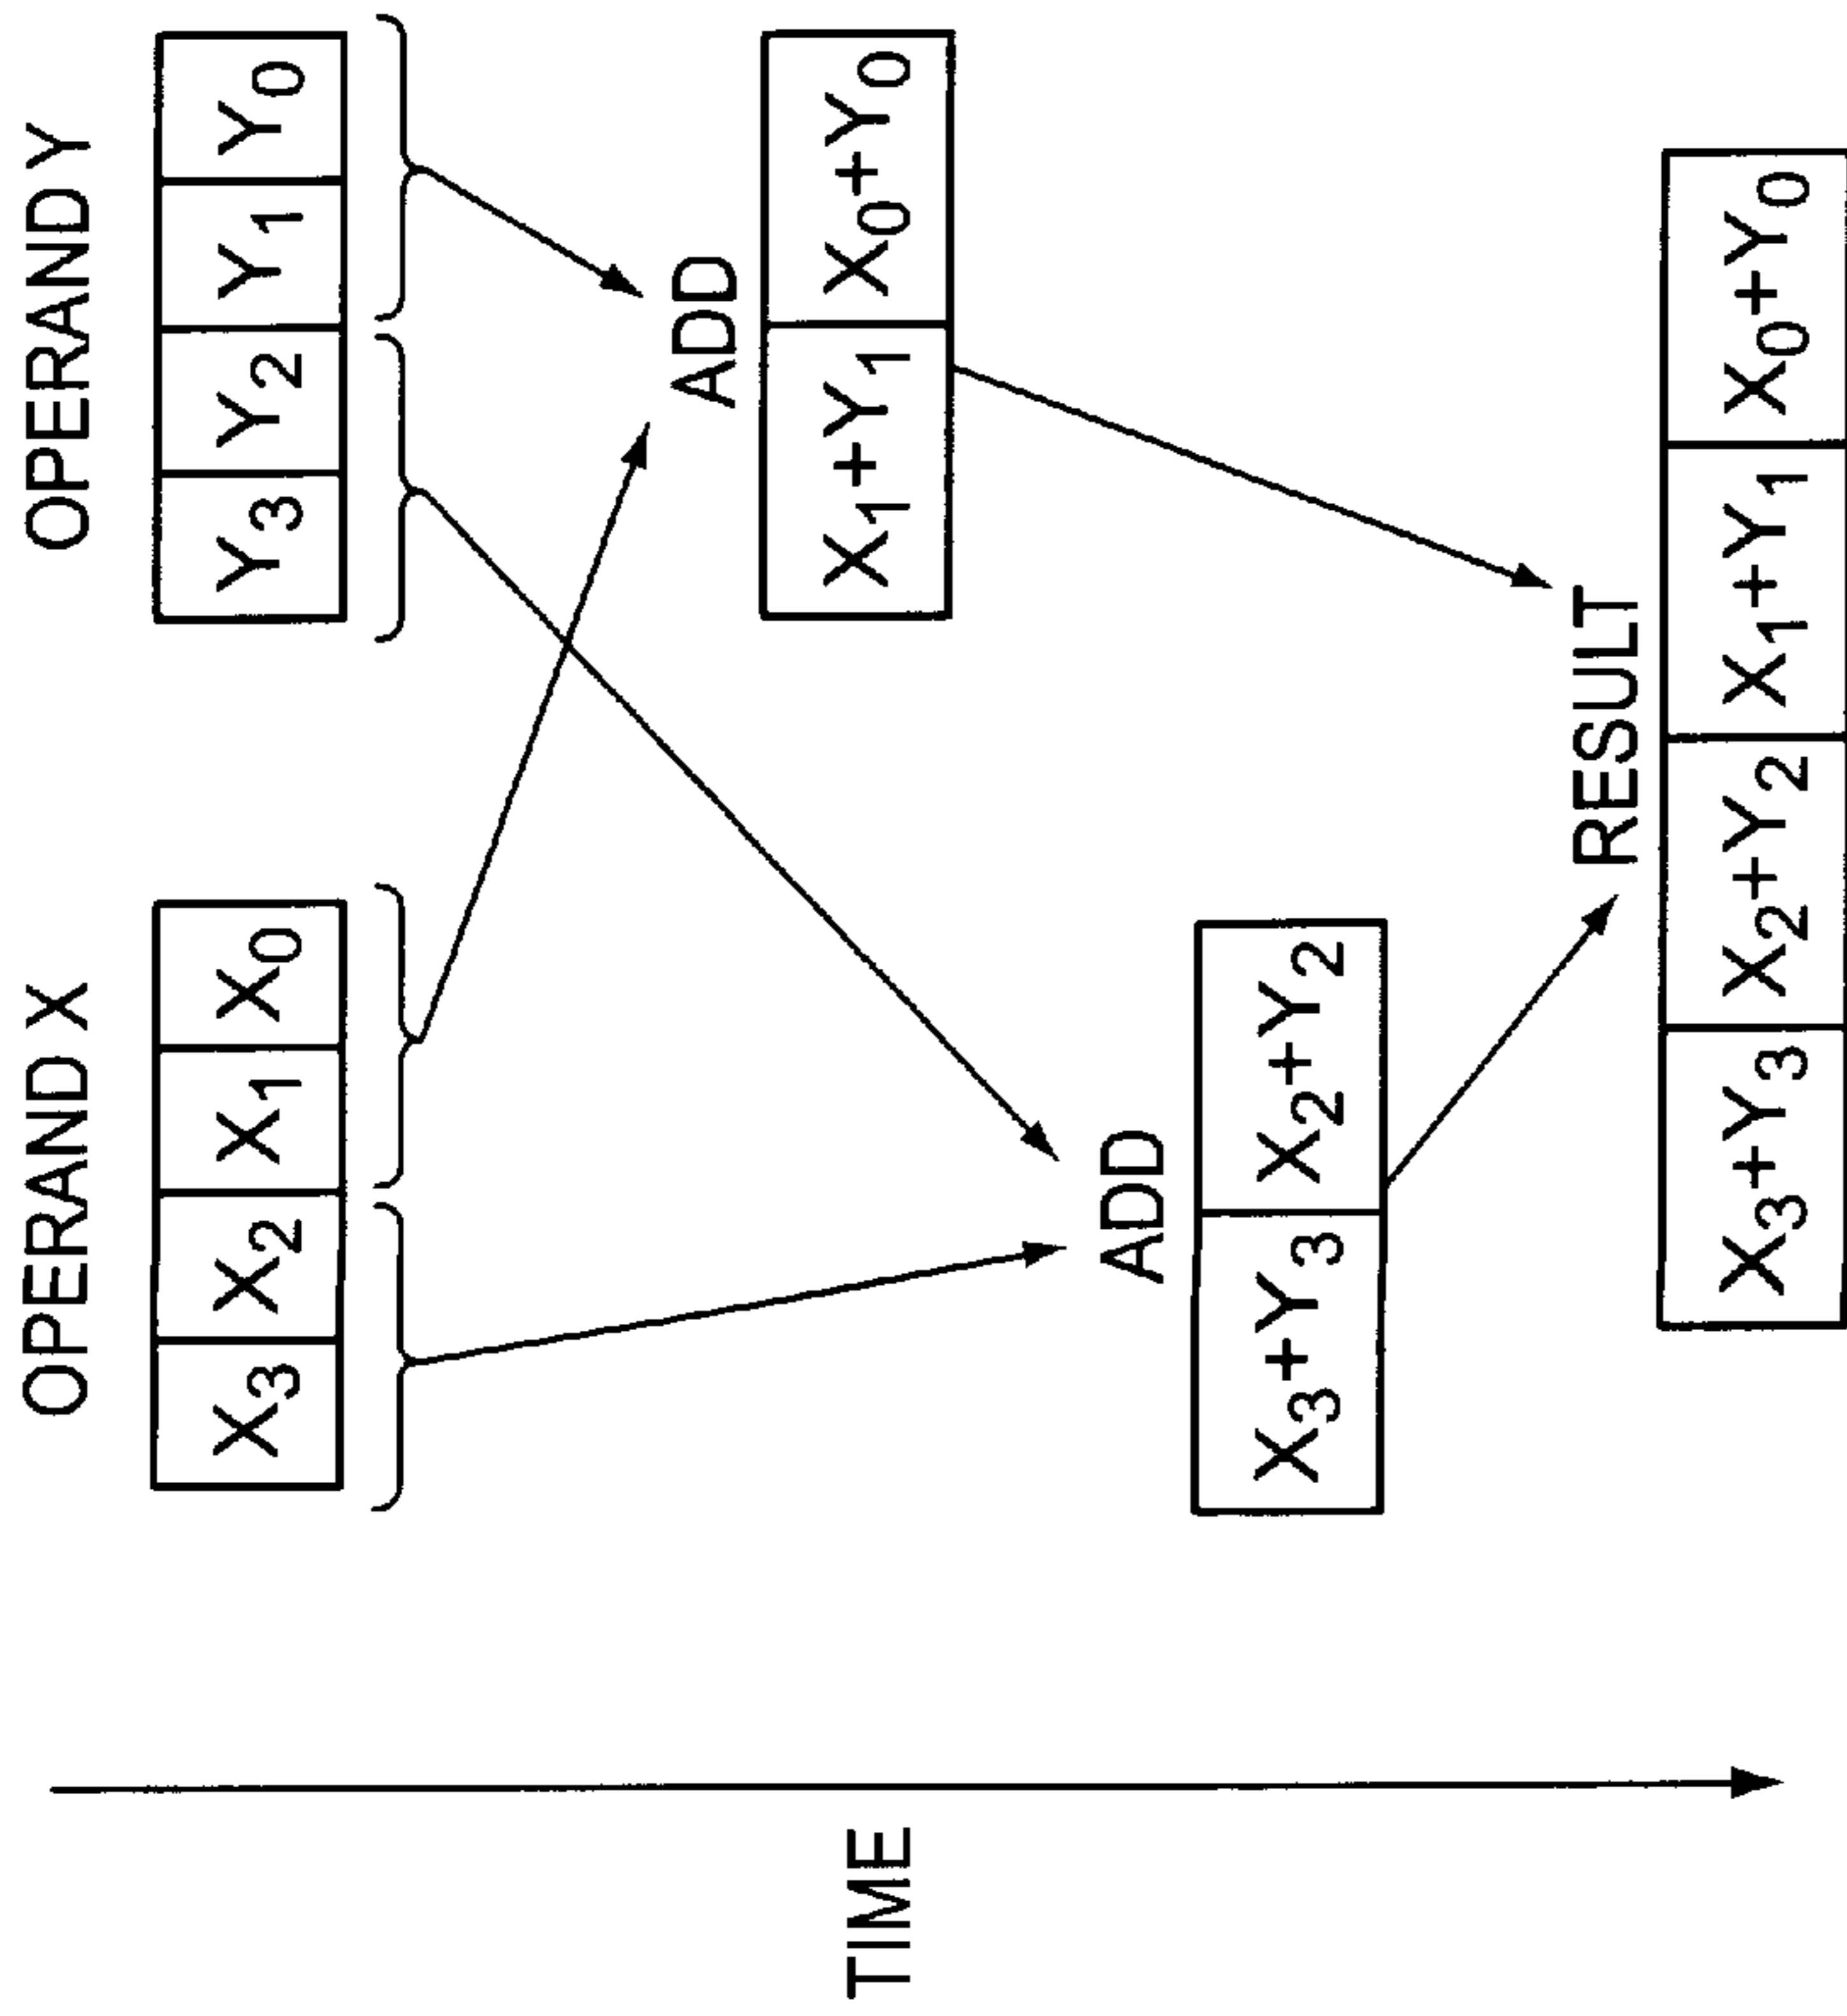 OPERAND X
OPERAND Y
X₃ X₂ X₁ X₀
Y₃ Y₂ Y₁ Y₀
ADD
X₁+Y₁ X₀+Y₀
TIME
ADD
X₃+Y₃ X₂+Y₂
RESULT
X₃+Y₃ X₂+Y₂ X₁+Y₁ X₀+Y₀